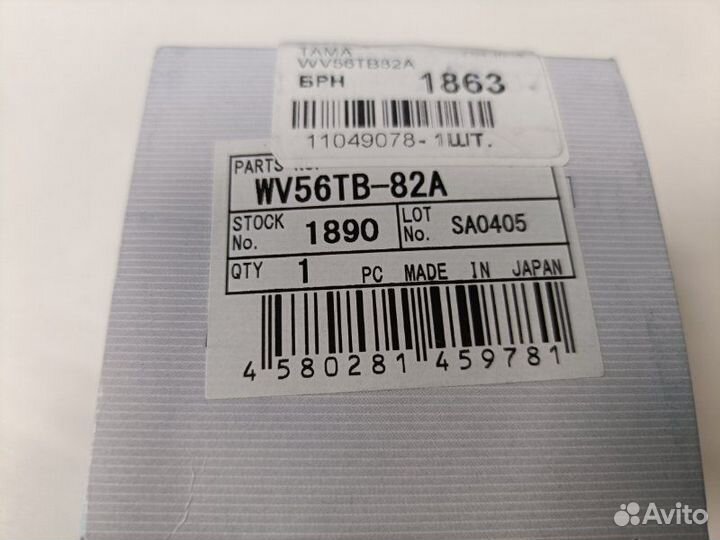 TAMA
WV56TB82A
БРН 1863
11049078- 1ШТ.
PARTS
WV56TB-82A
STOCK No. 1890 LOT No. SA0405
QTY 1 PC MADE IN JAPAN
4 580281 459781
Avito